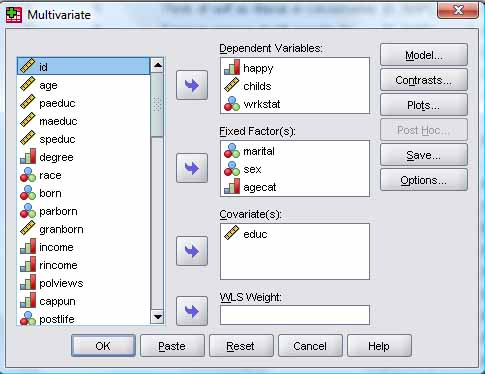 Multivariate
id
age
paeduc
maeduc
speduc
degree
race
born
parborn
granborn
income
rincome
polviews
cappun
postlife
Dependent Variables:
happy
childs
wrkstat
Fixed Factor(s):
marital
sex
agecat
Covariate(s):
educ
WLS Weight:
Model...
Contrasts...
Plots...
Post Hoc...
Save...
Options...
OK
Paste
Reset
Cancel
Help